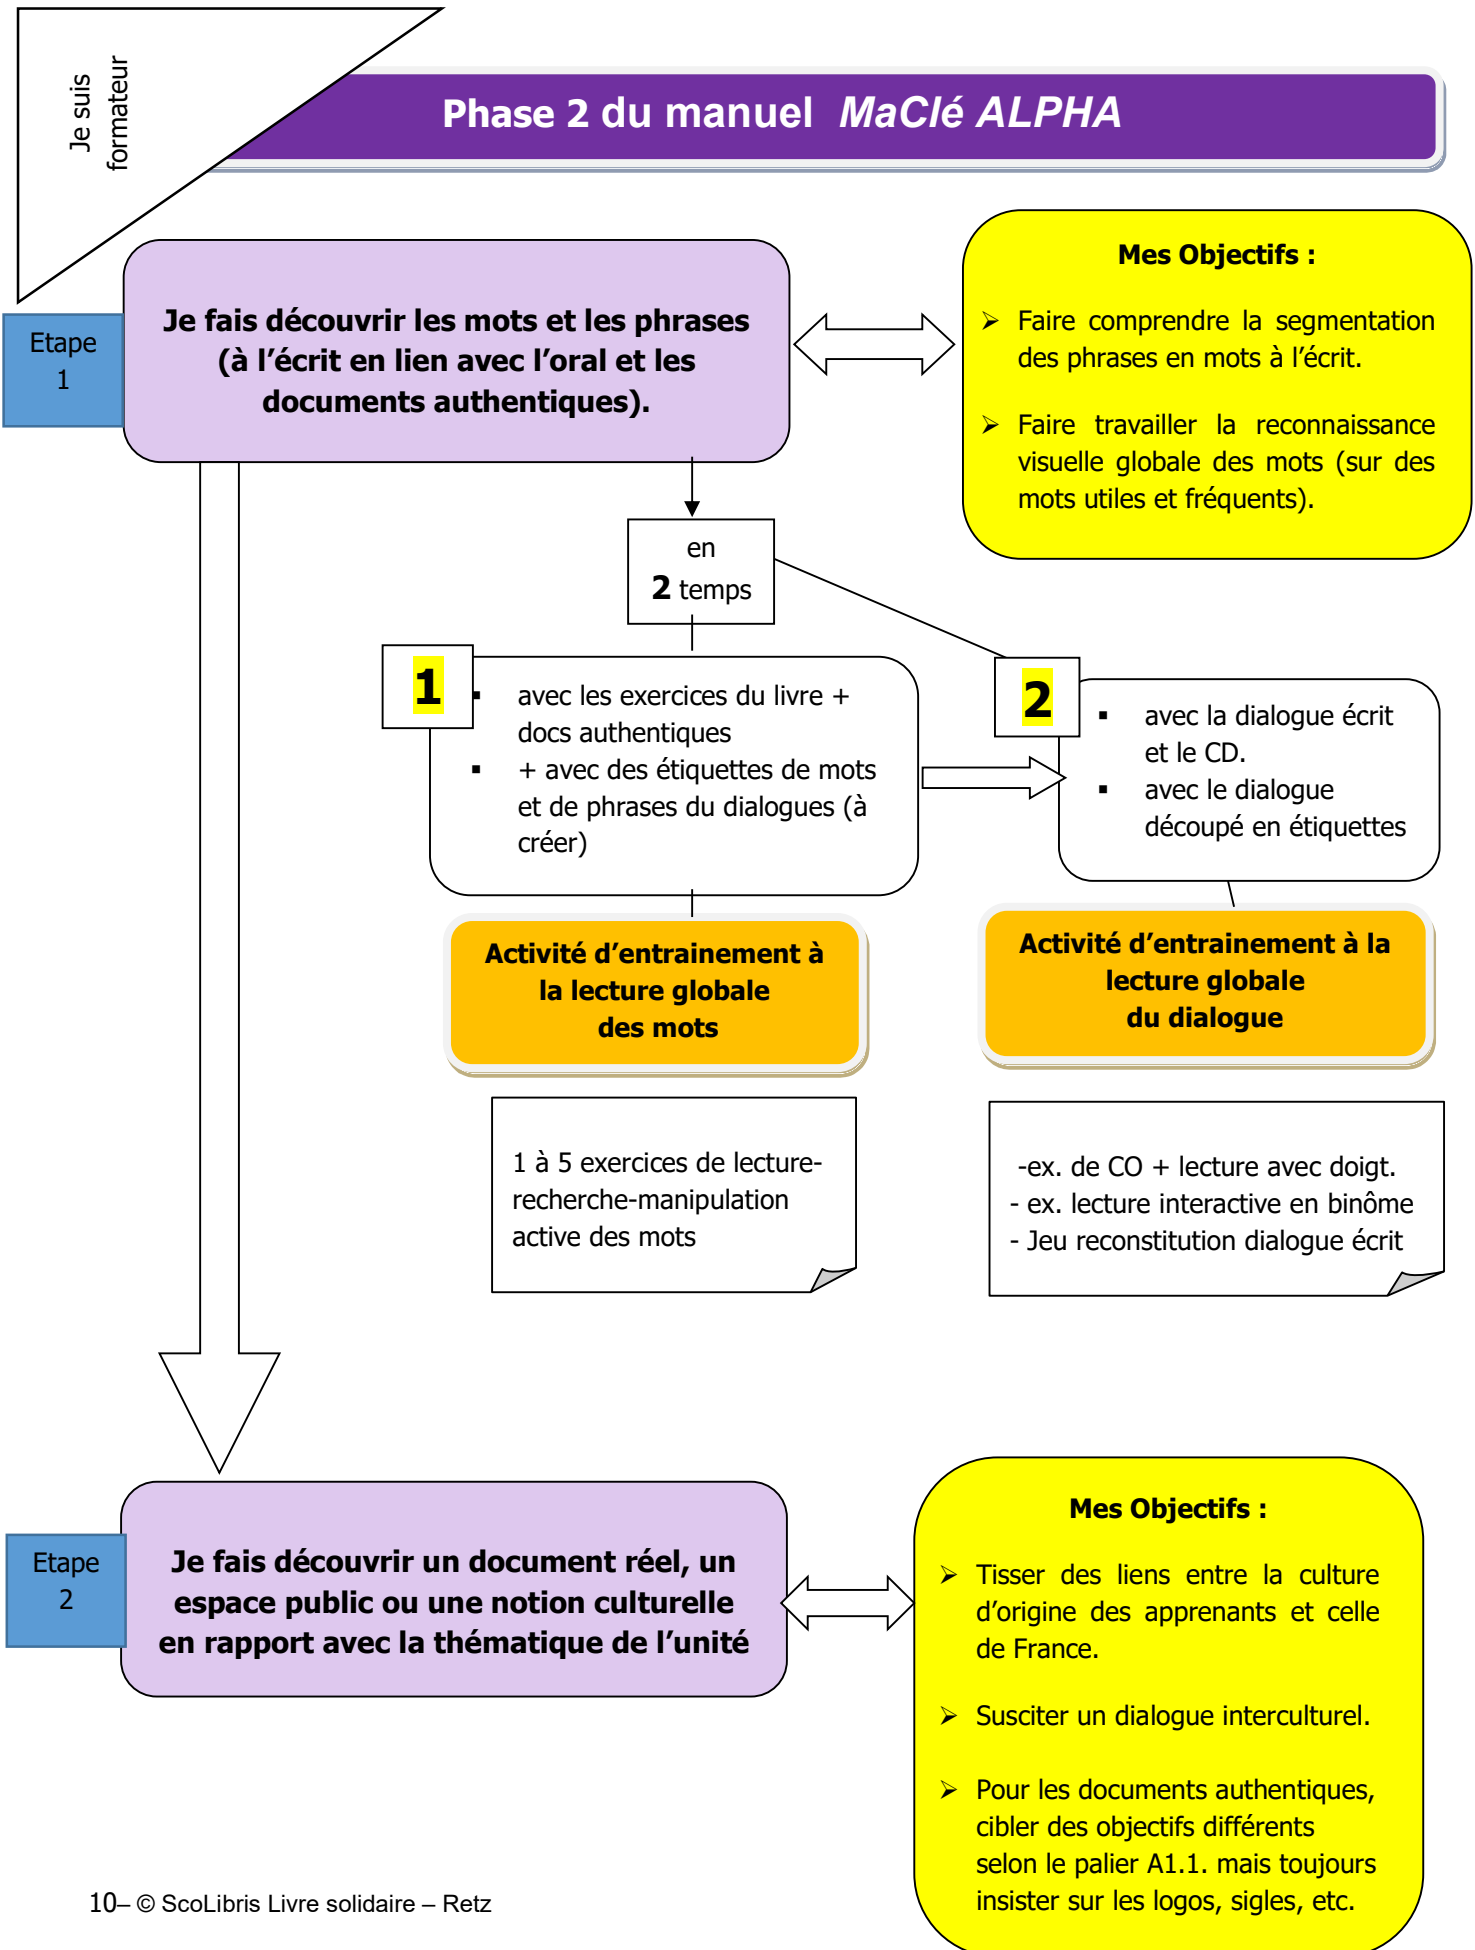 Je suis
formateur
Phase 2 du manuel MaClé ALPHA
Etape
1
Je fais découvrir les mots et les phrases
(à l’écrit en lien avec l’oral et les
documents authentiques).
Mes Objectifs :
➢ Faire comprendre la segmentation
des phrases en mots à l’écrit.
➢ Faire travailler la reconnaissance
visuelle globale des mots (sur des
mots utiles et fréquents).
en
2 temps
1
▪ avec les exercices du livre +
docs authentiques
▪ + avec des étiquettes de mots
et de phrases du dialogues (à
créer)
2
▪ avec la dialogue écrit
et le CD.
▪ avec le dialogue
découpé en étiquettes
Activité d’entrainement à
la lecture globale
des mots
Activité d’entrainement à la
lecture globale
du dialogue
1 à 5 exercices de lecture-
recherche-manipulation
active des mots
-ex. de CO + lecture avec doigt.
- ex. lecture interactive en binôme
- Jeu reconstitution dialogue écrit
Etape
2
Je fais découvrir un document réel, un
espace public ou une notion culturelle
en rapport avec la thématique de l’unité
Mes Objectifs :
➢ Tisser des liens entre la culture
d’origine des apprenants et celle
de France.
➢ Susciter un dialogue interculturel.
➢ Pour les documents authentiques,
cibler des objectifs différents
selon le palier A1.1. mais toujours
insister sur les logos, sigles, etc.
10– © ScoLibris Livre solidaire – Retz